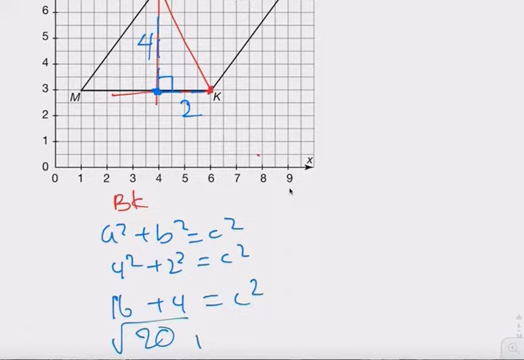 6
5
4
4
3
M
K
2
2
1
0
x
0 1 2 3 4 5 6 7 8 9
BK
a² + b² = c²
4² + 2² = c²
16 + 4 = c²
√20